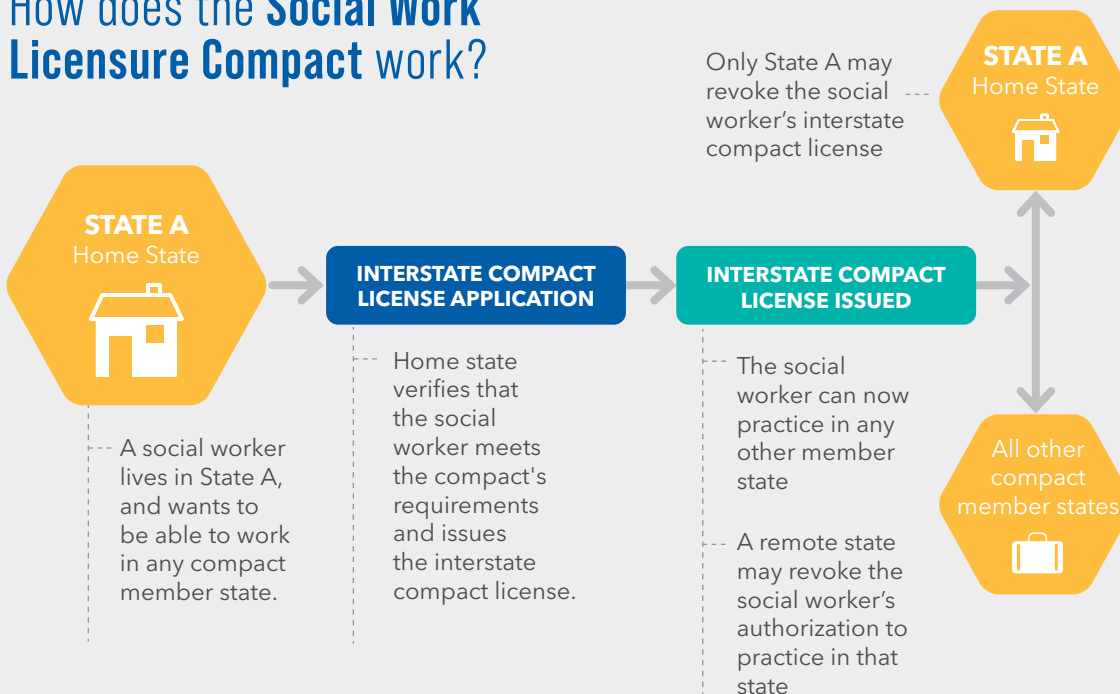 How does the Social Work
Licensure Compact work?
Only State A may
revoke the social
worker's interstate
compact license
STATE A
Home State
STATE A
Home State
INTERSTATE COMPACT
LICENSE APPLICATION
INTERSTATE COMPACT
LICENSE ISSUED
A social worker
lives in State A,
and wants to
be able to work
in any compact
member state.
Home state
verifies that
the social
worker meets
the compact's
requirements
and issues
the interstate
compact license.
The social
worker can now
practice in any
other member
state
A remote state
may revoke the
social worker's
authorization to
practice in that
state
All other
compact
member states